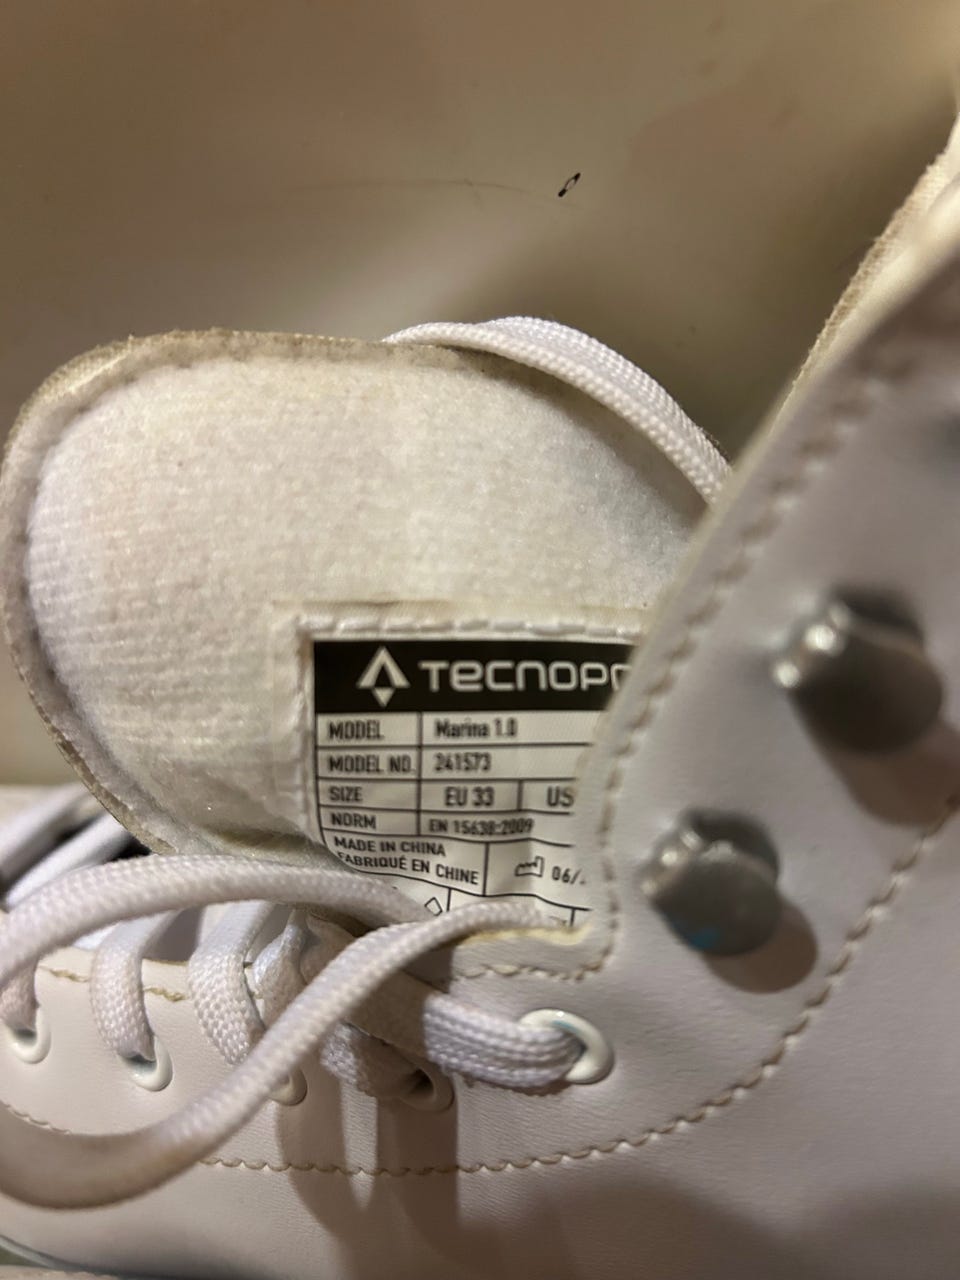 TECNOP
MODEL Marina 1.0
MODEL NO. 241573
SIZE EU 33 US
NORM EN 15638:2009
MADE IN CHINA
FABRIQUÉ EN CHINE 06/